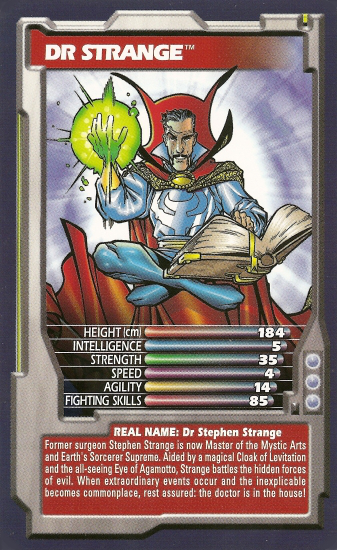 DR STRANGE™
HEIGHT (cm) 184
INTELLIGENCE 5
STRENGTH 35
SPEED 4
AGILITY 14
FIGHTING SKILLS 85
REAL NAME: Dr Stephen Strange
Former surgeon Stephen Strange is now Master of the Mystic Arts
and Earth's Sorcerer Supreme. Aided by a magical Cloak of Levitation
and the all-seeing Eye of Agamotto, Strange battles the hidden forces
of evil. When extraordinary events occur and the inexplicable
becomes commonplace, rest assured: the doctor is in the house!